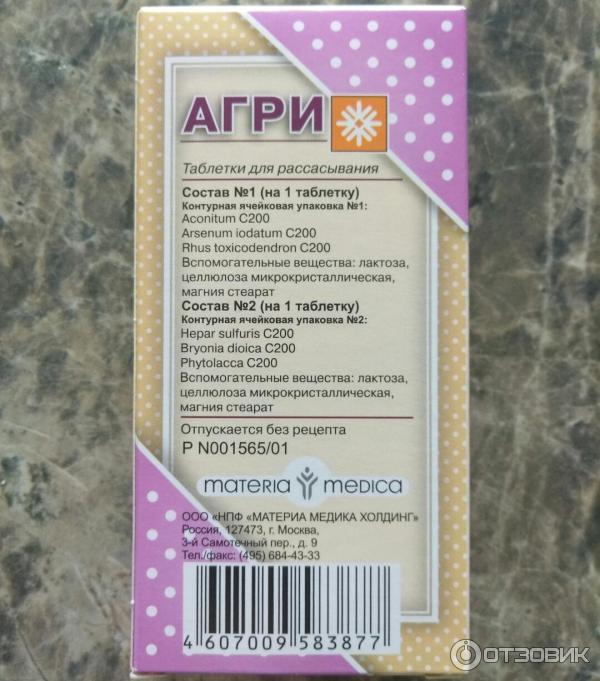 АГРИ
Таблетки для рассасывания
Состав №1 (на 1 таблетку)
Контурная ячейковая упаковка №1:
Aconitum C200
Arsenum iodatum C200
Rhus toxicodendron C200
Вспомогательные вещества: лактоза,
целлюлоза микрокристаллическая,
магния стеарат
Состав №2 (на 1 таблетку)
Контурная ячейковая упаковка №2:
Hepar sulfuris C200
Bryonia dioica C200
Phytolacca C200
Вспомогательные вещества: лактоза,
целлюлоза микрокристаллическая,
магния стеарат
Отпускается без рецепта
Р N001565/01
materia medica
ООО «НПФ «МАТЕРИА МЕДИКА ХОЛДИНГ»
Россия, 127473, г. Москва,
3-й Самотечный пер., д. 9
Тел./факс: (495) 684-43-33
4 607009 583877
ОТЗОВИК